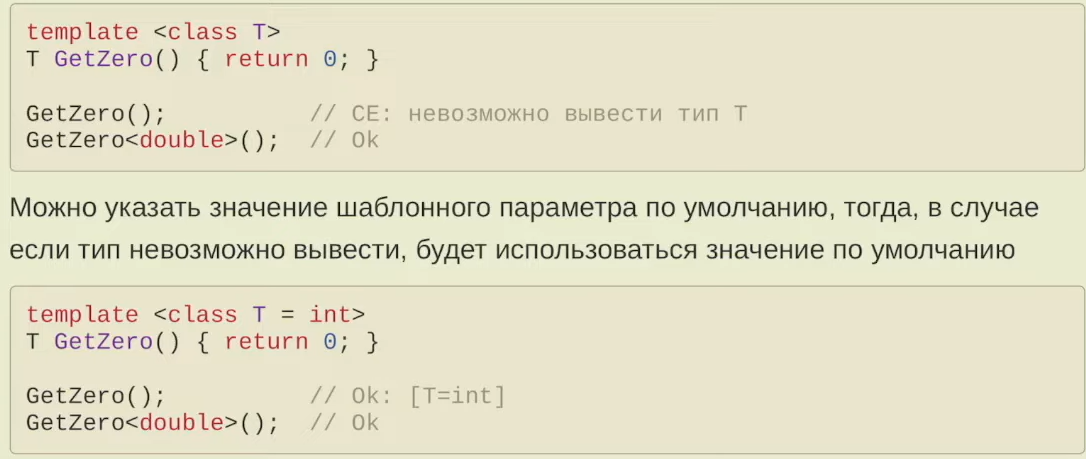 template <class T>
T GetZero() { return 0; }
GetZero();          // CE: невозможно вывести тип T
GetZero<double>();  // Ok
Можно указать значение шаблонного параметра по умолчанию, тогда, в случае
если тип невозможно вывести, будет использоваться значение по умолчанию
template <class T = int>
T GetZero() { return 0; }
GetZero();          // Ok: [T=int]
GetZero<double>();  // Ok